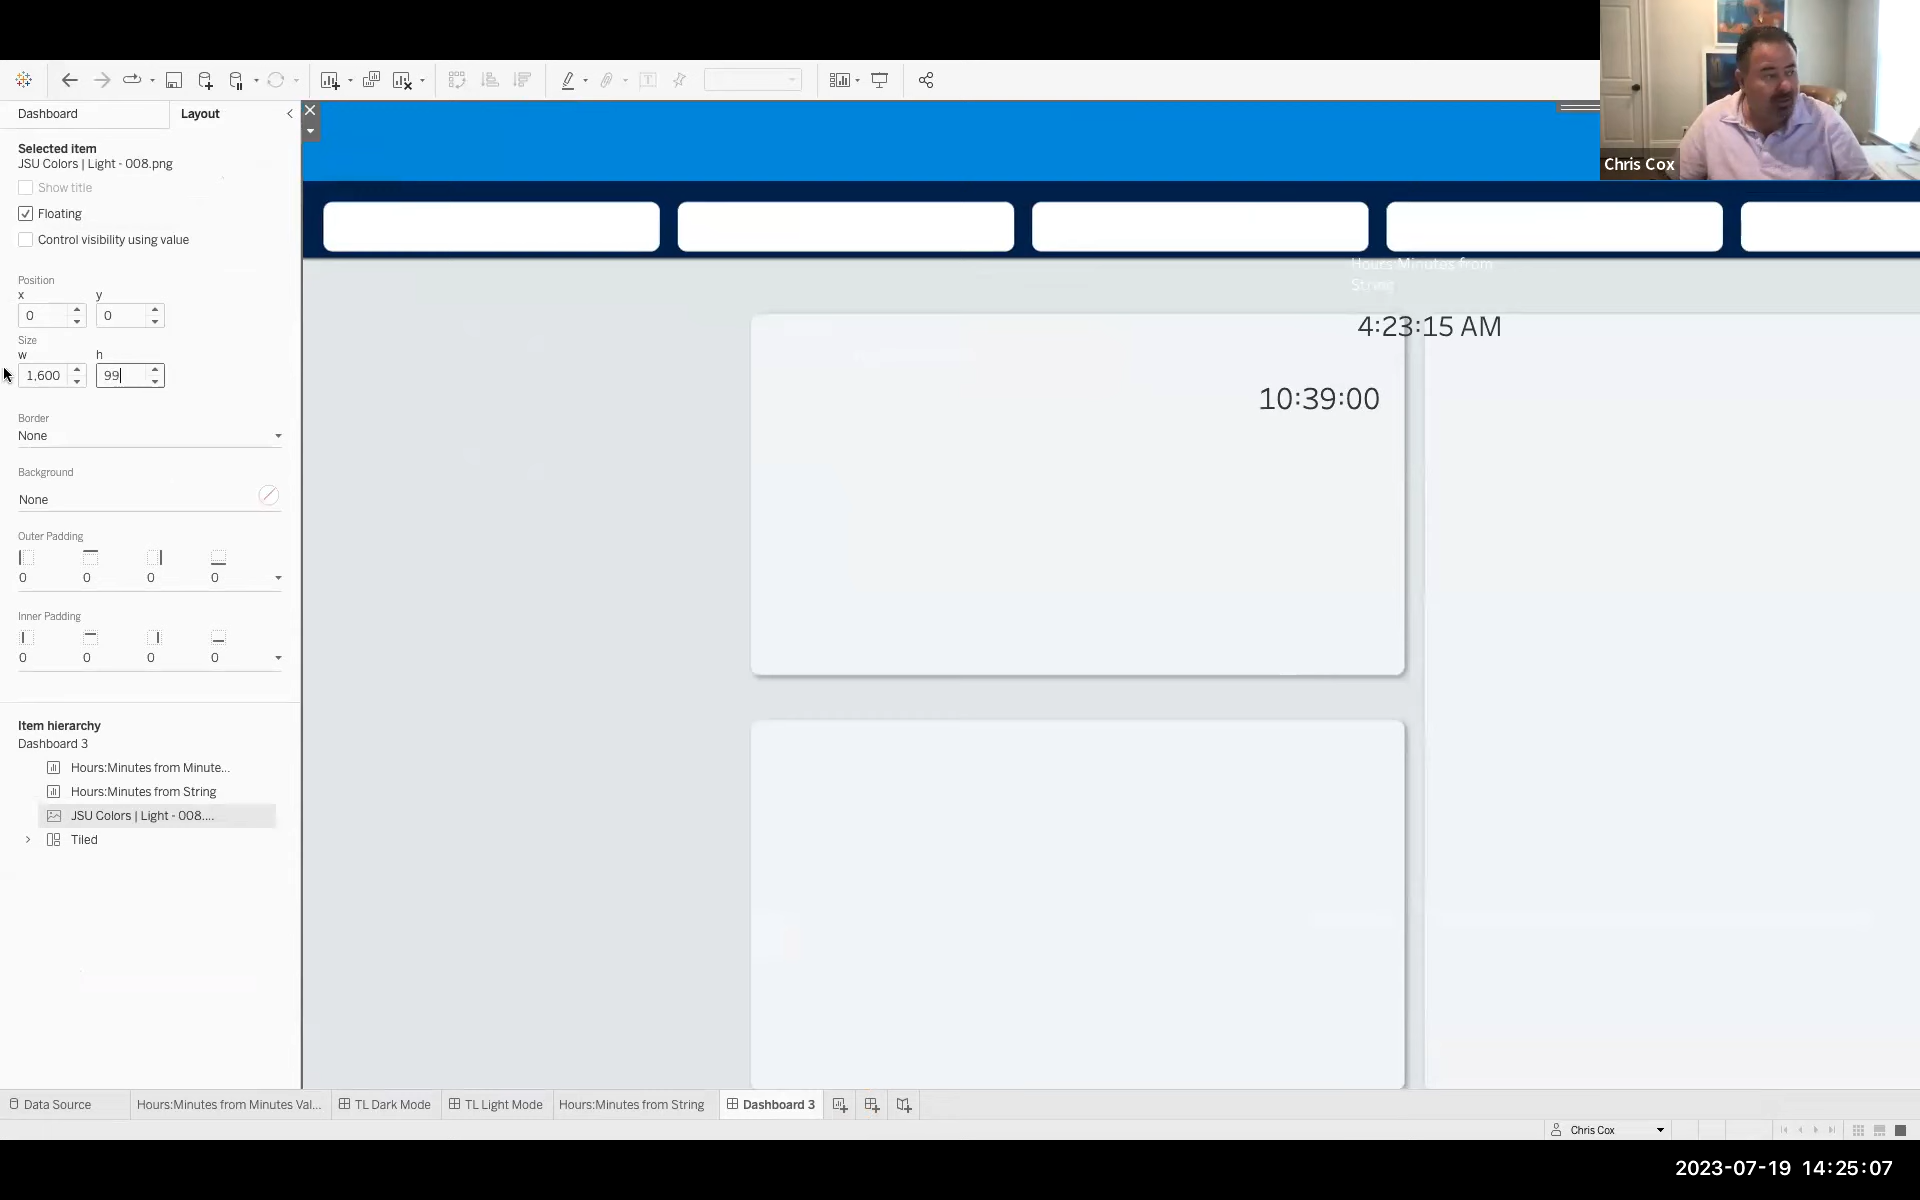 Dashboard
Layout
Selected item
JSU Colors | Light - 008.png
Show title
Floating
Control visibility using value
Position
x y
0 0
Size
w h
1,600 99
Border
None
Background
None
Outer Padding
0 0 0 0
Inner Padding
0 0 0 0
Item hierarchy
Dashboard 3
Hours:Minutes from Minute...
Hours:Minutes from String
JSU Colors | Light - 008....
Tiled
Hours:Minutes from
String
4:23:15 AM
10:39:00
Chris Cox
Data Source
Hours:Minutes from Minutes Val...
TL Dark Mode
TL Light Mode
Hours:Minutes from String
Dashboard 3
Chris Cox
2023-07-19 14:25:07